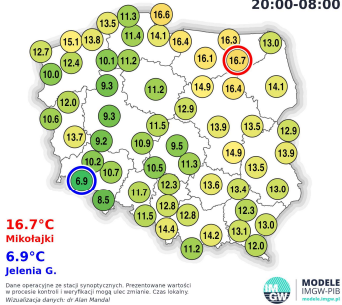 20:00-08:00
11.3 16.6
13.5
15.1 13.8 11.4 14.1 16.4 16.3 13.0
12.7 12.4 10.1 11.2 16.1 16.7
10.0
9.3 11.2 14.9 16.4 14.1
12.0 12.9
10.6 9.3 11.5 13.9 13.5 12.9
13.7 9.2 10.9 9.5 14.9 13.9
10.2 10.5 11.3 13.5
6.9 10.7 12.3 13.6 13.4 13.0
8.5 11.7 12.8 12.3
11.5 12.8 13.0
14.4 14.2 13.1
11.2 12.0
16.7°C
Mikołajki
6.9°C
Jelenia G.
Dane operacyjne ze stacji synoptycznych. Prezentowane wartości
w procesie kontroli i weryfikacji mogą ulec zmianie. Czas lokalny.
Wizualizacja danych: dr Alan Mandal
IM
GW
MODELE
IMGW-PIB
modele.imgw.pl